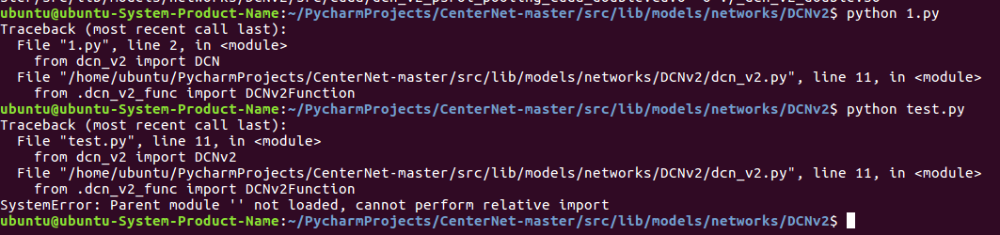 ubuntu@ubuntu-System-Product-Name:~/PycharmProjects/CenterNet-master/src/lib/models/networks/DCNv2$ python 1.py
Traceback (most recent call last):
  File "1.py", line 2, in <module>
    from dcn_v2 import DCN
  File "/home/ubuntu/PycharmProjects/CenterNet-master/src/lib/models/networks/DCNv2/dcn_v2.py", line 11, in <module>
    from .dcn_v2_func import DCNv2Function
ubuntu@ubuntu-System-Product-Name:~/PycharmProjects/CenterNet-master/src/lib/models/networks/DCNv2$ python test.py
Traceback (most recent call last):
  File "test.py", line 11, in <module>
    from dcn_v2 import DCNv2
  File "/home/ubuntu/PycharmProjects/CenterNet-master/src/lib/models/networks/DCNv2/dcn_v2.py", line 11, in <module>
    from .dcn_v2_func import DCNv2Function
SystemError: Parent module '' not loaded, cannot perform relative import
ubuntu@ubuntu-System-Product-Name:~/PycharmProjects/CenterNet-master/src/lib/models/networks/DCNv2$